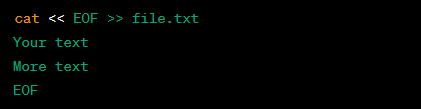 cat << EOF >> file.txt
Your text
More text
EOF